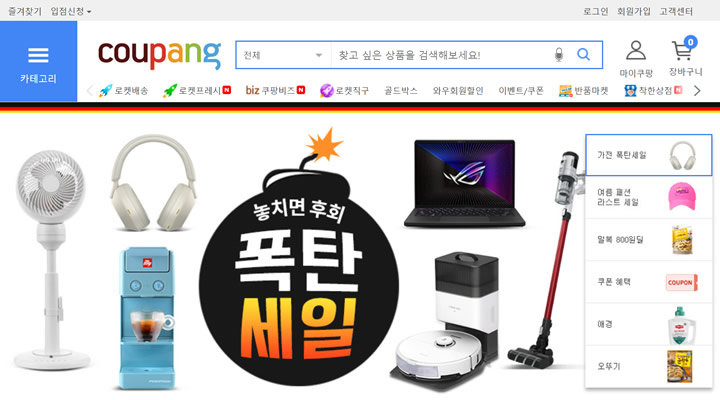 즐겨찾기 입점신청
로그인 회원가입 고객센터
카테고리
coupang
전체 찾고 싶은 상품을 검색해보세요!
마이쿠팡
0
장바구니
로켓배송 로켓프레시 N biz 쿠팡비즈 N 로켓직구 골드박스 와우회원할인 이벤트/쿠폰 반품마켓 착한상점 N
놓치면 후회
폭탄
세일
illy
가전 폭탄세일
여름 패션
라스트 세일
말복 800원딜
쿠폰 혜택
COUPON
애경
오뚜기